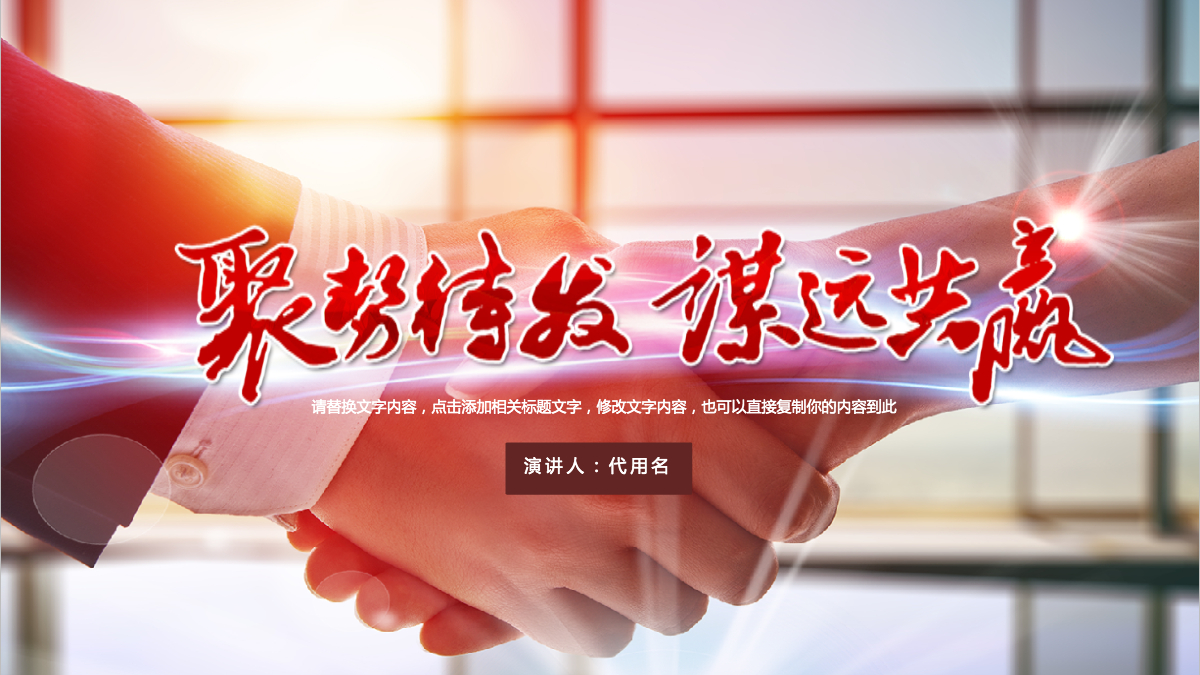 聚势待发 谋远共赢
请替换文字内容，点击添加相关标题文字，修改文字内容，也可以直接复制你的内容到此
演讲人：代用名